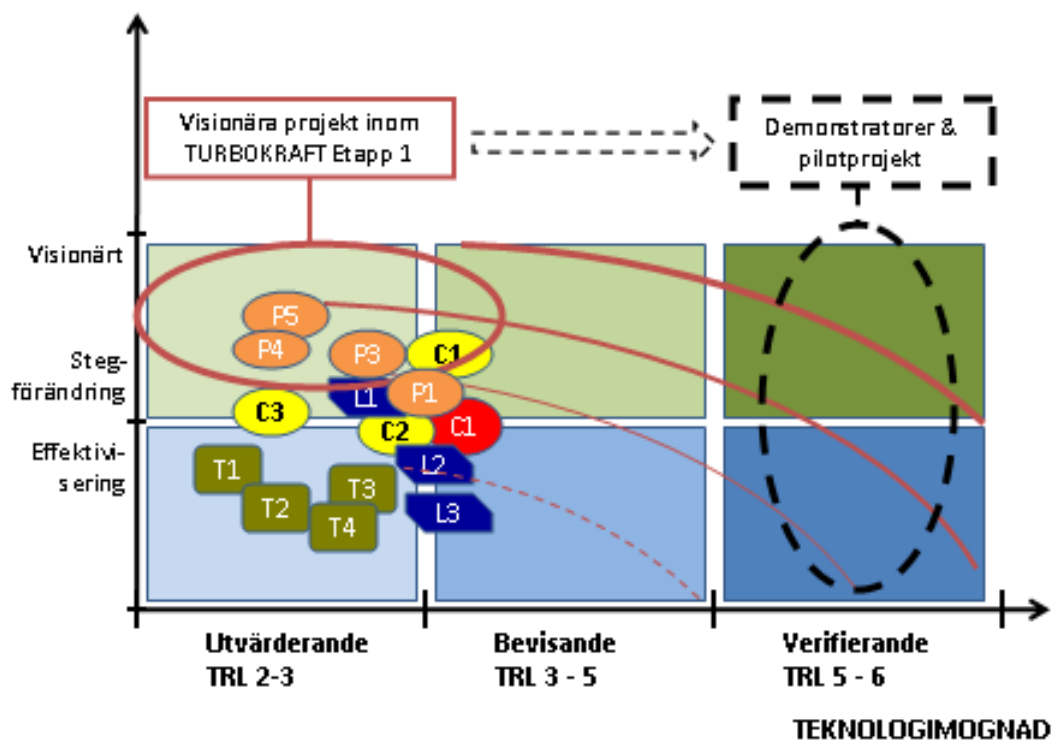 Visionära projekt inom
TURBOKRAFT Etapp 1
Demonstratorer &
pilotprojekt
Visionärt
Steg-
förändring
Effektivi-
sering
P5
P4
P3
C1
L1
P1
C3
C2
C1
T1
L2
T2
T3
T4
L3
Utvärderande
TRL 2-3
Bevisande
TRL 3 - 5
Verifierande
TRL 5 - 6
TEKNOLOGIMOGNAD